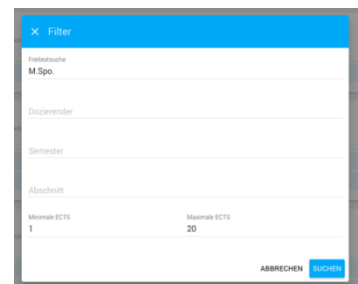 × Filter
Freitextsuche
M.Spo.
Dozierender
Semester
Abschnitt
Minimale ECTS Maximale ECTS
1 20
ABBRECHEN SUCHEN